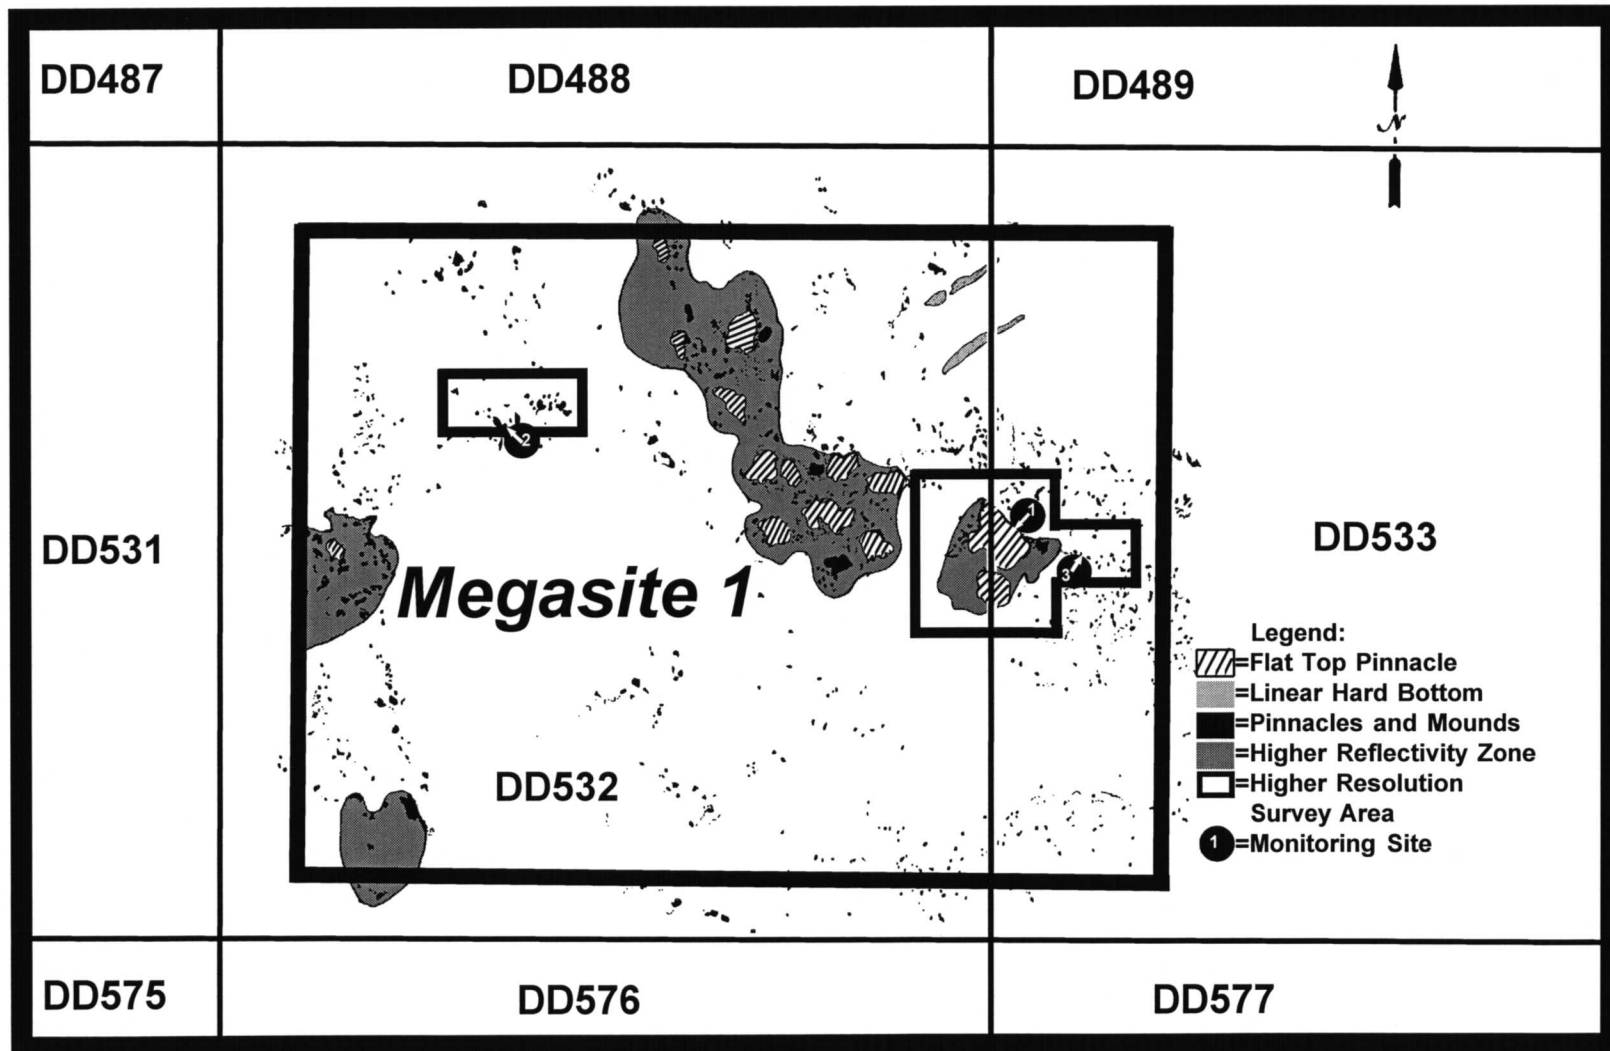 DD487
DD488
DD489
N
2
1
DD531
3
DD533
Megasite 1
Legend:
=Flat Top Pinnacle
=Linear Hard Bottom
=Pinnacles and Mounds
=Higher Reflectivity Zone
=Higher Resolution
Survey Area
1 =Monitoring Site
DD532
DD575
DD576
DD577